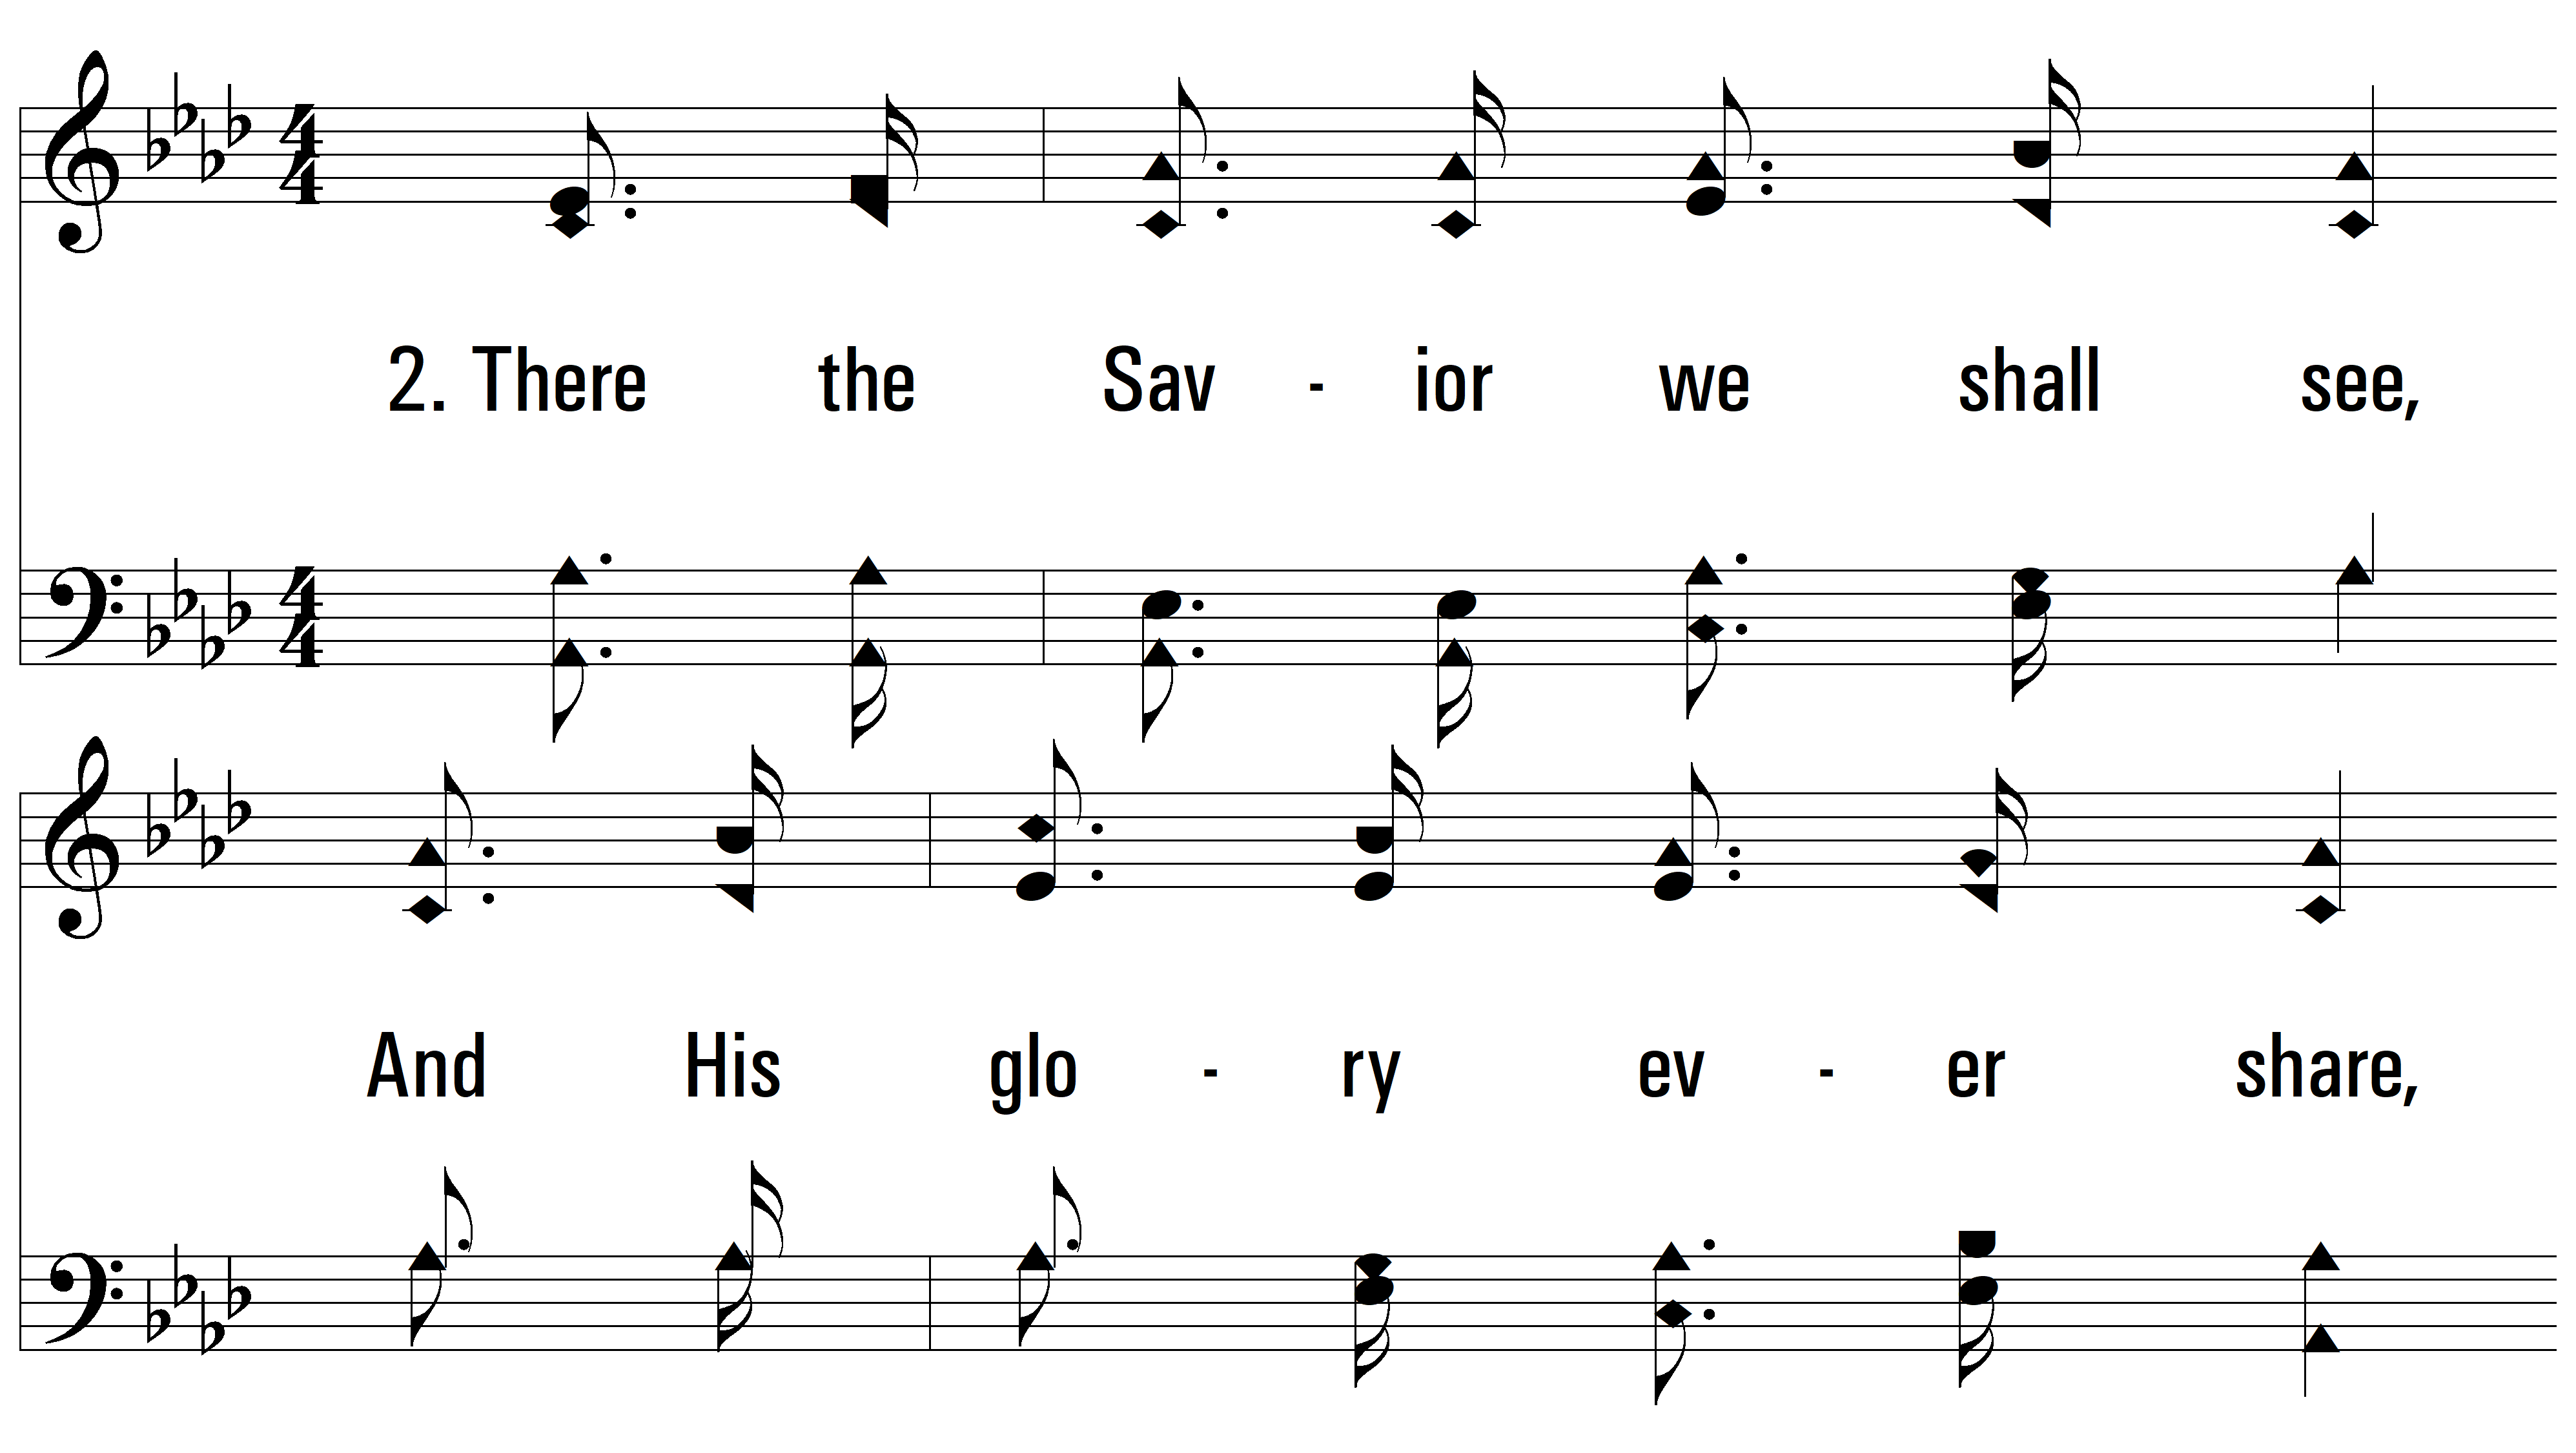 2. There the Sav - ior we shall see,
And His glo - ry ev - er share,